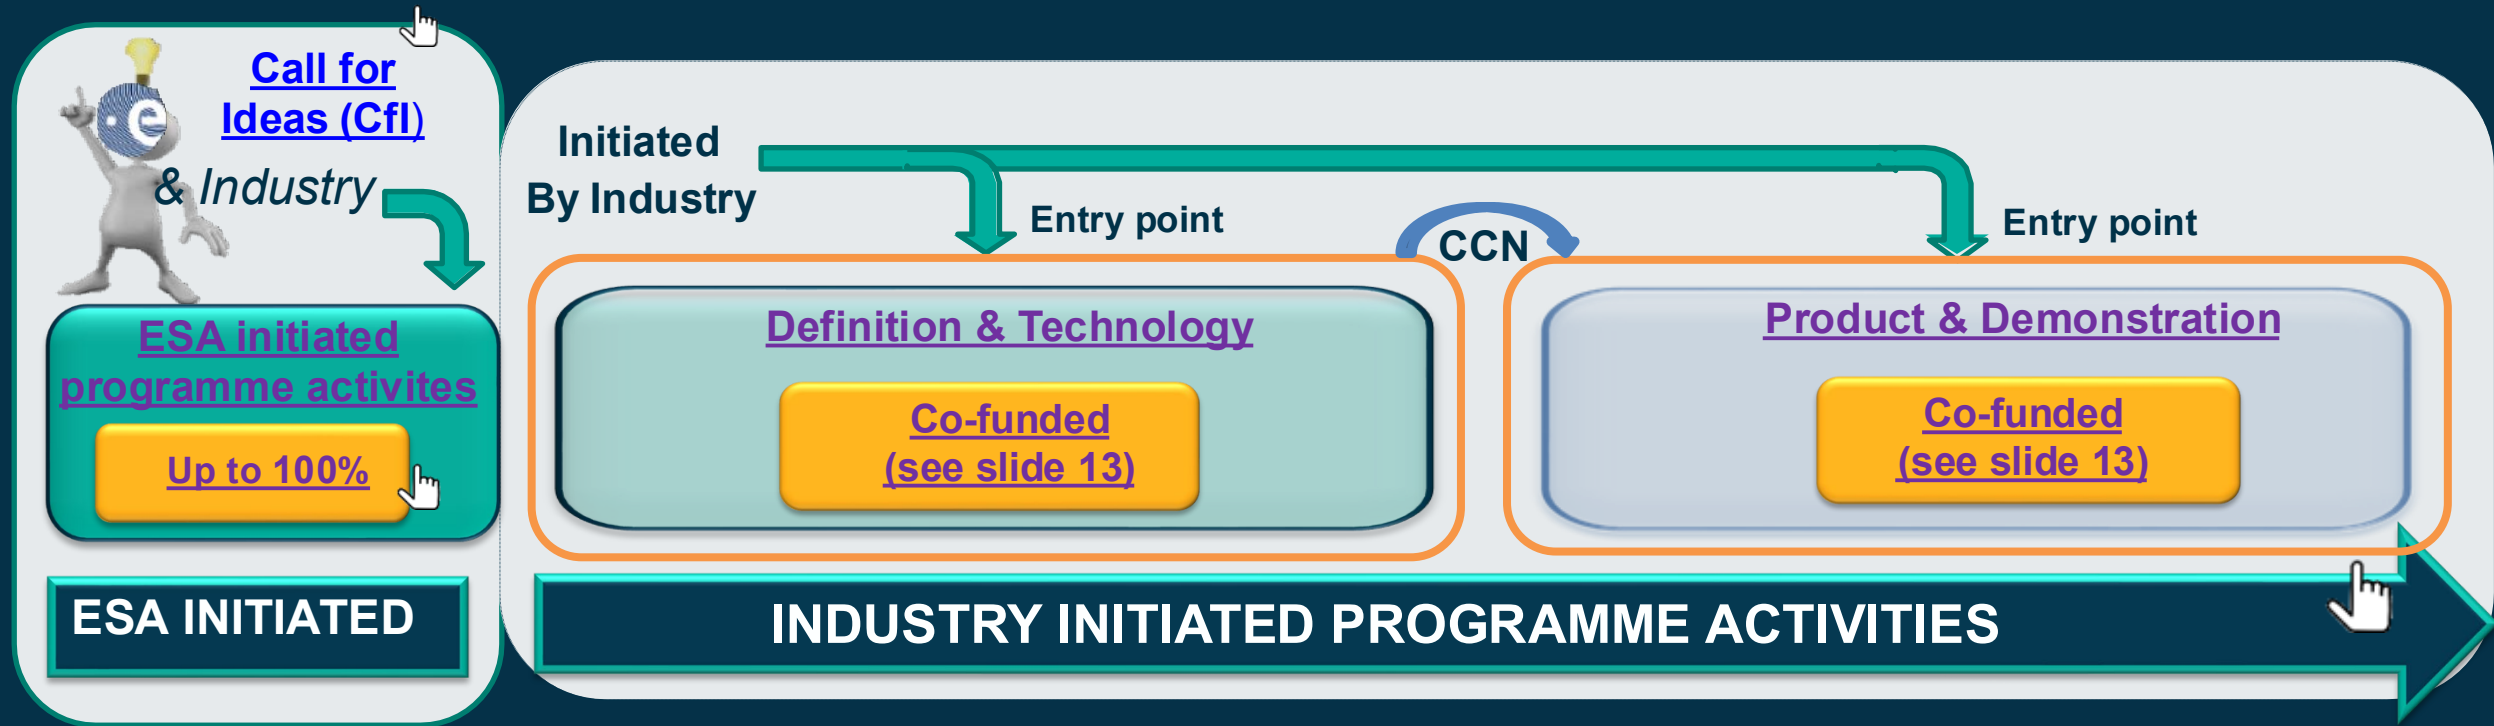 Call for
Ideas (CfI)
& Industry
e
ESA initiated
programme activites
Up to 100%
ESA INITIATED
Initiated
By Industry
Entry point
CCN
Entry point
Definition & Technology
Co-funded
(see slide 13)
Product & Demonstration
Co-funded
(see slide 13)
INDUSTRY INITIATED PROGRAMME ACTIVITIES